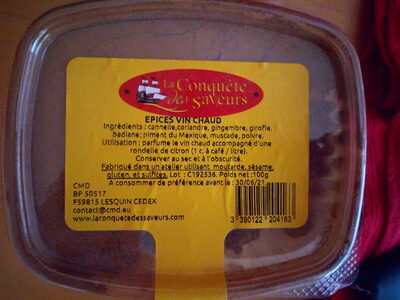 La Conquête
des Saveurs
EPICES VIN CHAUD
Ingrédients : cannelle,coriandre, gingembre, girofle,
badiane, piment du Mexique, muscade, poivre.
Utilisation : parfume le vin chaud accompagné d'une
rondelle de citron (1 c. à café / litre).
Conserver au sec et à l'obscurité.
Fabriqué dans un atelier utilisant moutarde, sésame,
gluten, et sulfites. Lot : C192536. Poids net : 100g
A consommer de préférence avant le : 30/06/21
CMD
BP 50517
F59815 LESQUIN CEDEX
contact@cmd.eu
www.laconquetedessaveurs.com
3 390122 204163